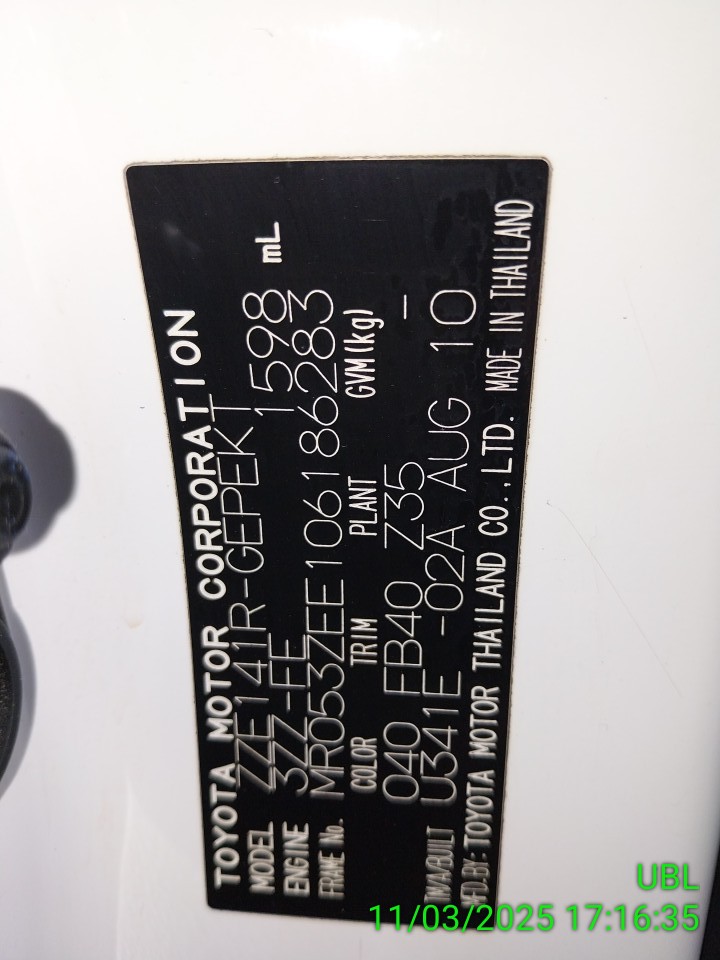 TOYOTA MOTOR CORPORATION
MODEL ZZE141R-GEPEKT
ENGINE 3ZZ-FE 1598 mL
FRAME No. MR053ZEE106186283
COLOR TRIM PLANT GVM(kg)
040 FB40 Z35 -
TM/A/BUILT U341E -02A AUG 10
MFD.BY: TOYOTA MOTOR THAILAND CO.,LTD. MADE IN THAILAND
UBL
11/03/2025 17:16:35